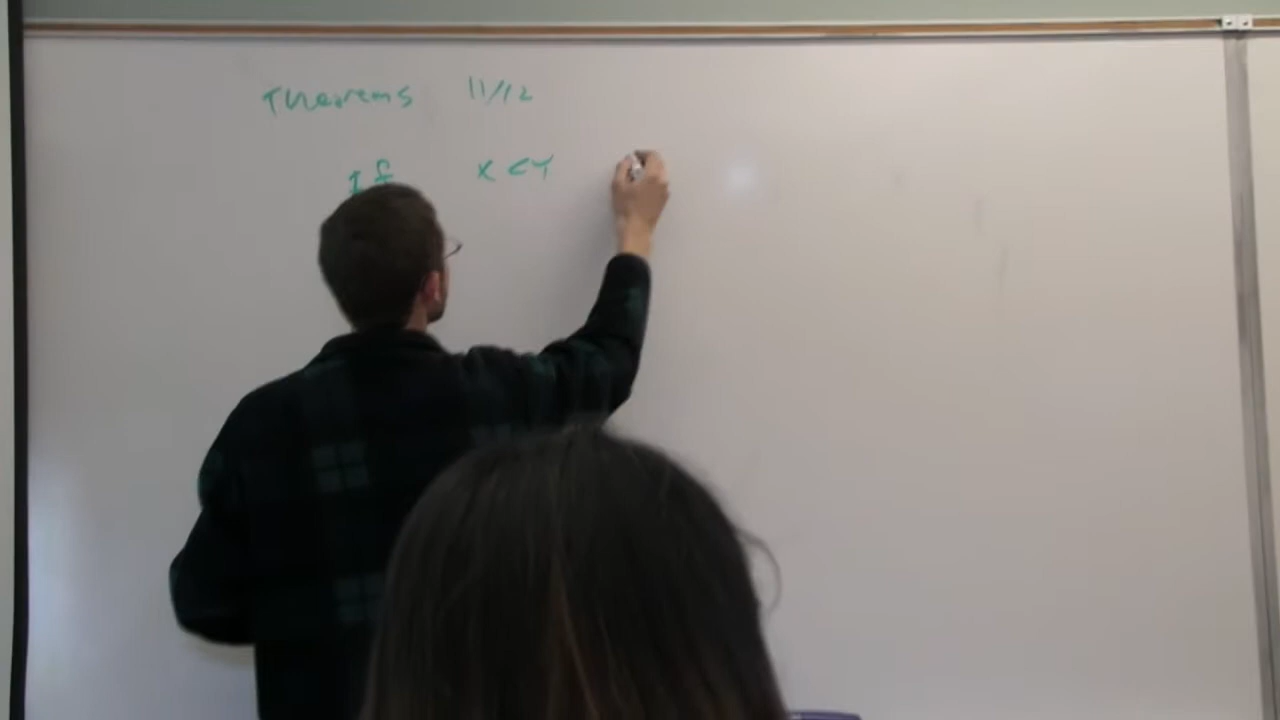 Theorems 11/12
If x < y